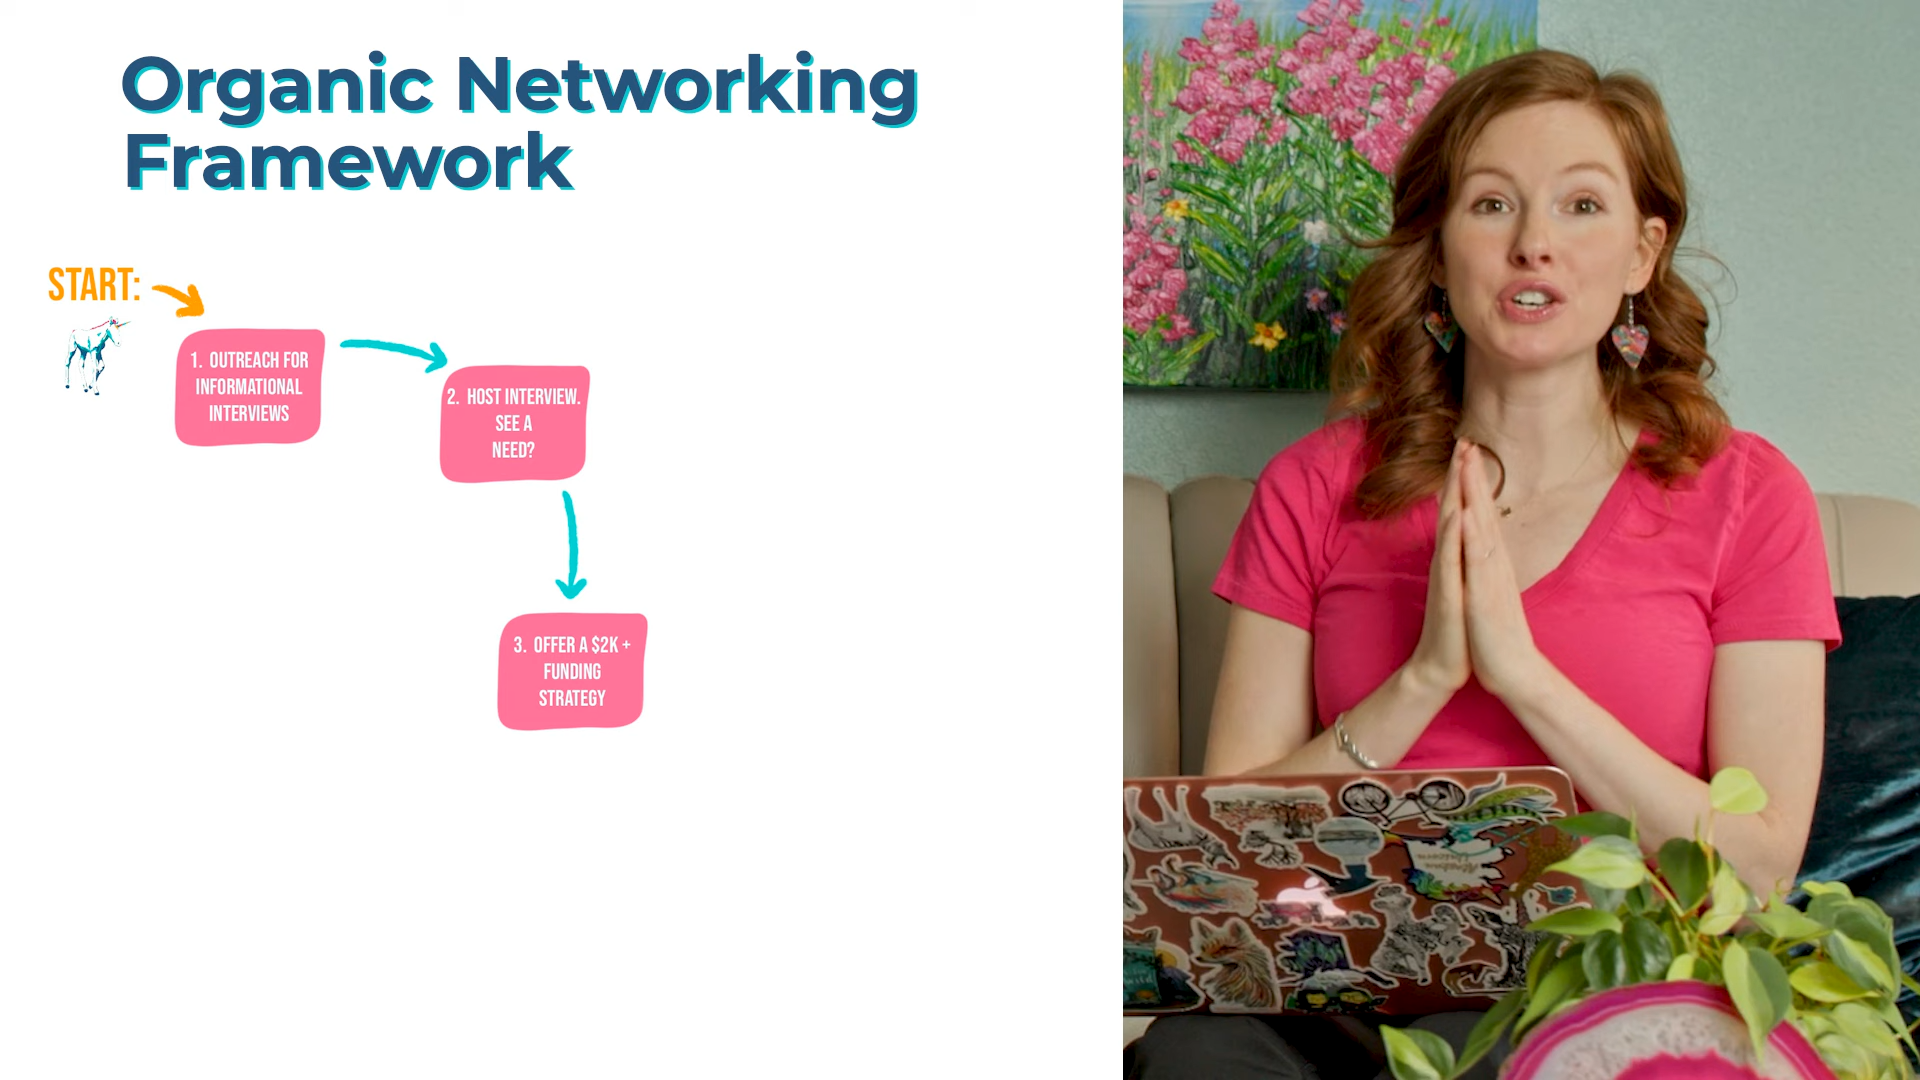 Organic Networking
Framework
START:
1. OUTREACH FOR
INFORMATIONAL
INTERVIEWS
2. HOST INTERVIEW.
SEE A
NEED?
3. OFFER A $2K +
FUNDING
STRATEGY